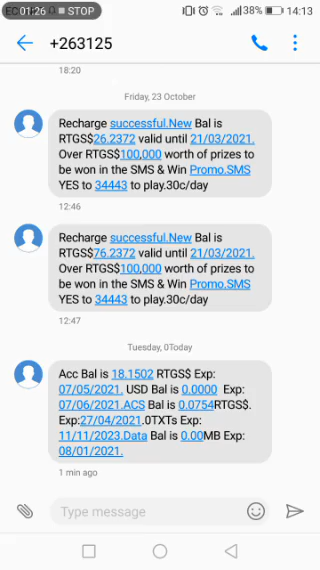 01:26 STOP 38% 14:13
+263125
18:20
Friday, 23 October
Recharge successful.New Bal is
RTGS$26.2372 valid until 21/03/2021.
Over RTGS$100,000 worth of prizes to
be won in the SMS & Win Promo.SMS
YES to 34443 to play.30c/day
12:46
Recharge successful.New Bal is
RTGS$76.2372 valid until 21/03/2021.
Over RTGS$100,000 worth of prizes to
be won in the SMS & Win Promo.SMS
YES to 34443 to play.30c/day
12:47
Tuesday, 0Today
Acc Bal is 18.1502 RTGS$ Exp:
07/05/2021. USD Bal is 0.0000 Exp:
07/06/2021.ACS Bal is 0.0754RTGS$.
Exp:27/04/2021.0TXTs Exp:
11/11/2023.Data Bal is 0.00MB Exp:
08/01/2021.
1 min ago
Type message